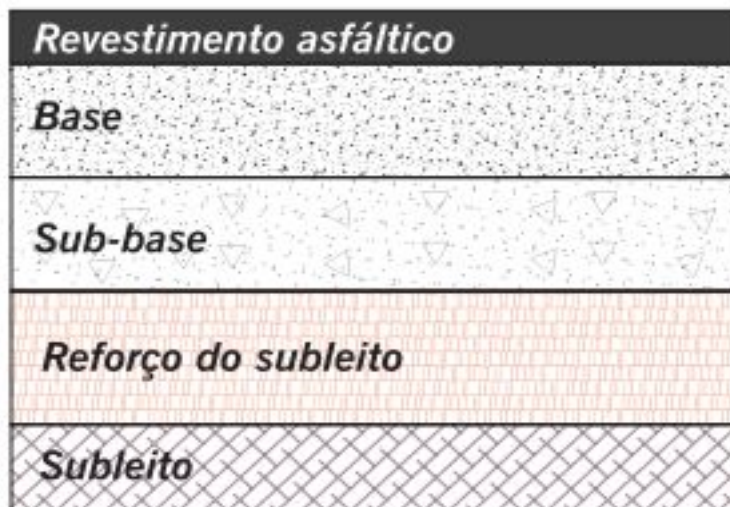 Revestimento asfáltico
Base
Sub-base
Reforço do subleito
Subleito